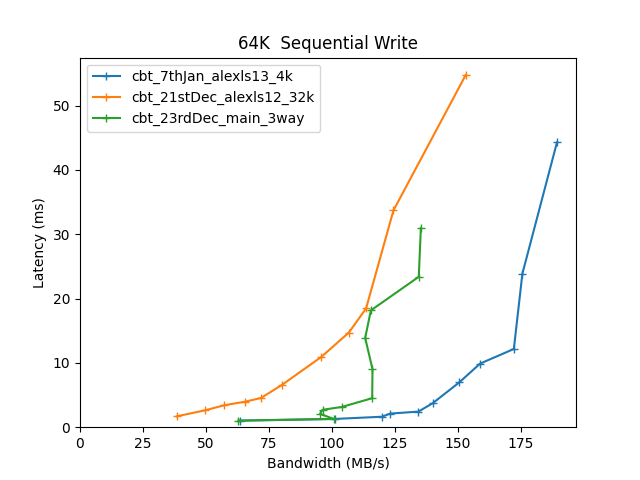 64K  Sequential Write
cbt_7thJan_alexls13_4k
cbt_21stDec_alexls12_32k
cbt_23rdDec_main_3way
Latency (ms)
50
40
30
20
10
0
0 25 50 75 100 125 150 175
Bandwidth (MB/s)